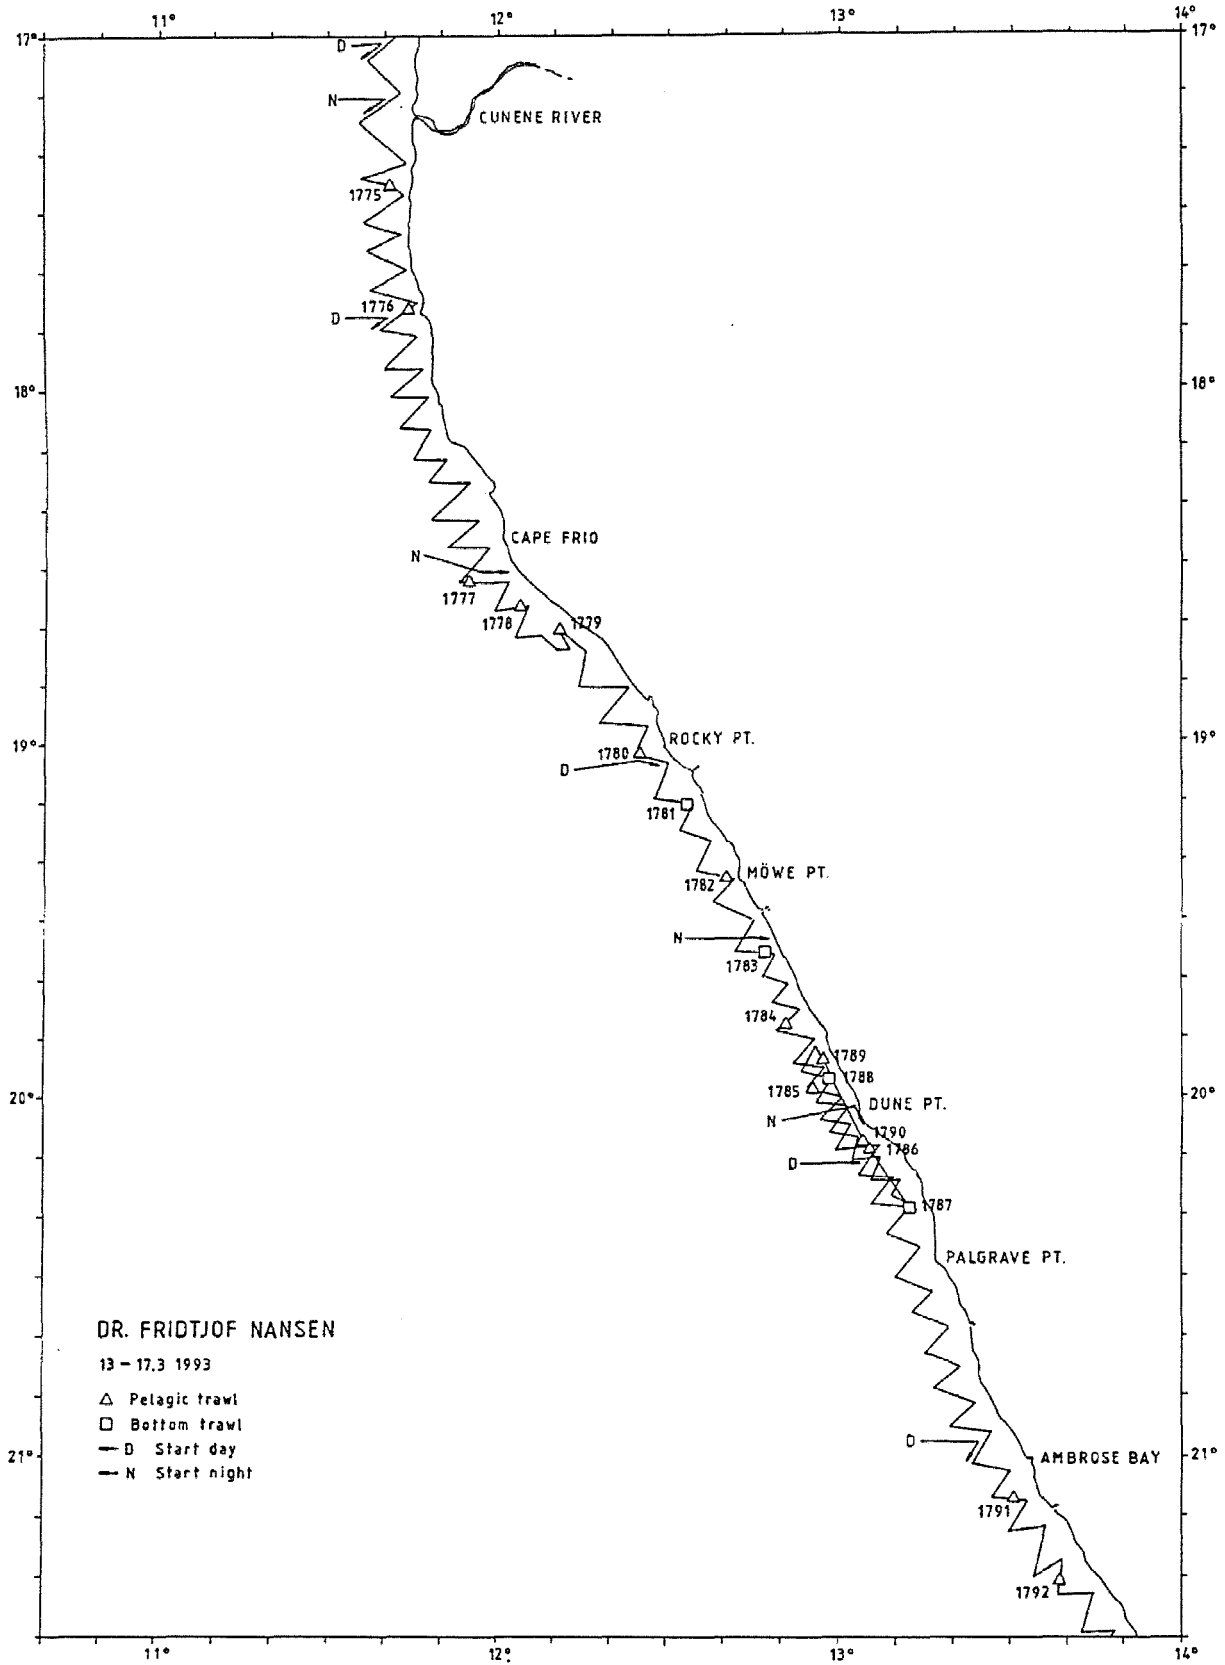 11° 12° 13° 14°
17° 17°
D
N
CUNENE RIVER
1775
1776
D
18° 18°
CAPE FRIO
N
1777
1778 1779
ROCKY PT.
19° 1780 19°
D
1781
MÖWE PT.
1782
N
1783
1784
1789
1788
1785
20° DUNE PT. 20°
N
1790
1786
D
1787
PALGRAVE PT.
DR. FRIDTJOF NANSEN
13 – 17.3 1993
Pelagic trawl
Bottom trawl
D Start day
N Start night
D
21° AMBROSE BAY 21°
1791
1792
11° 12° 13° 14°